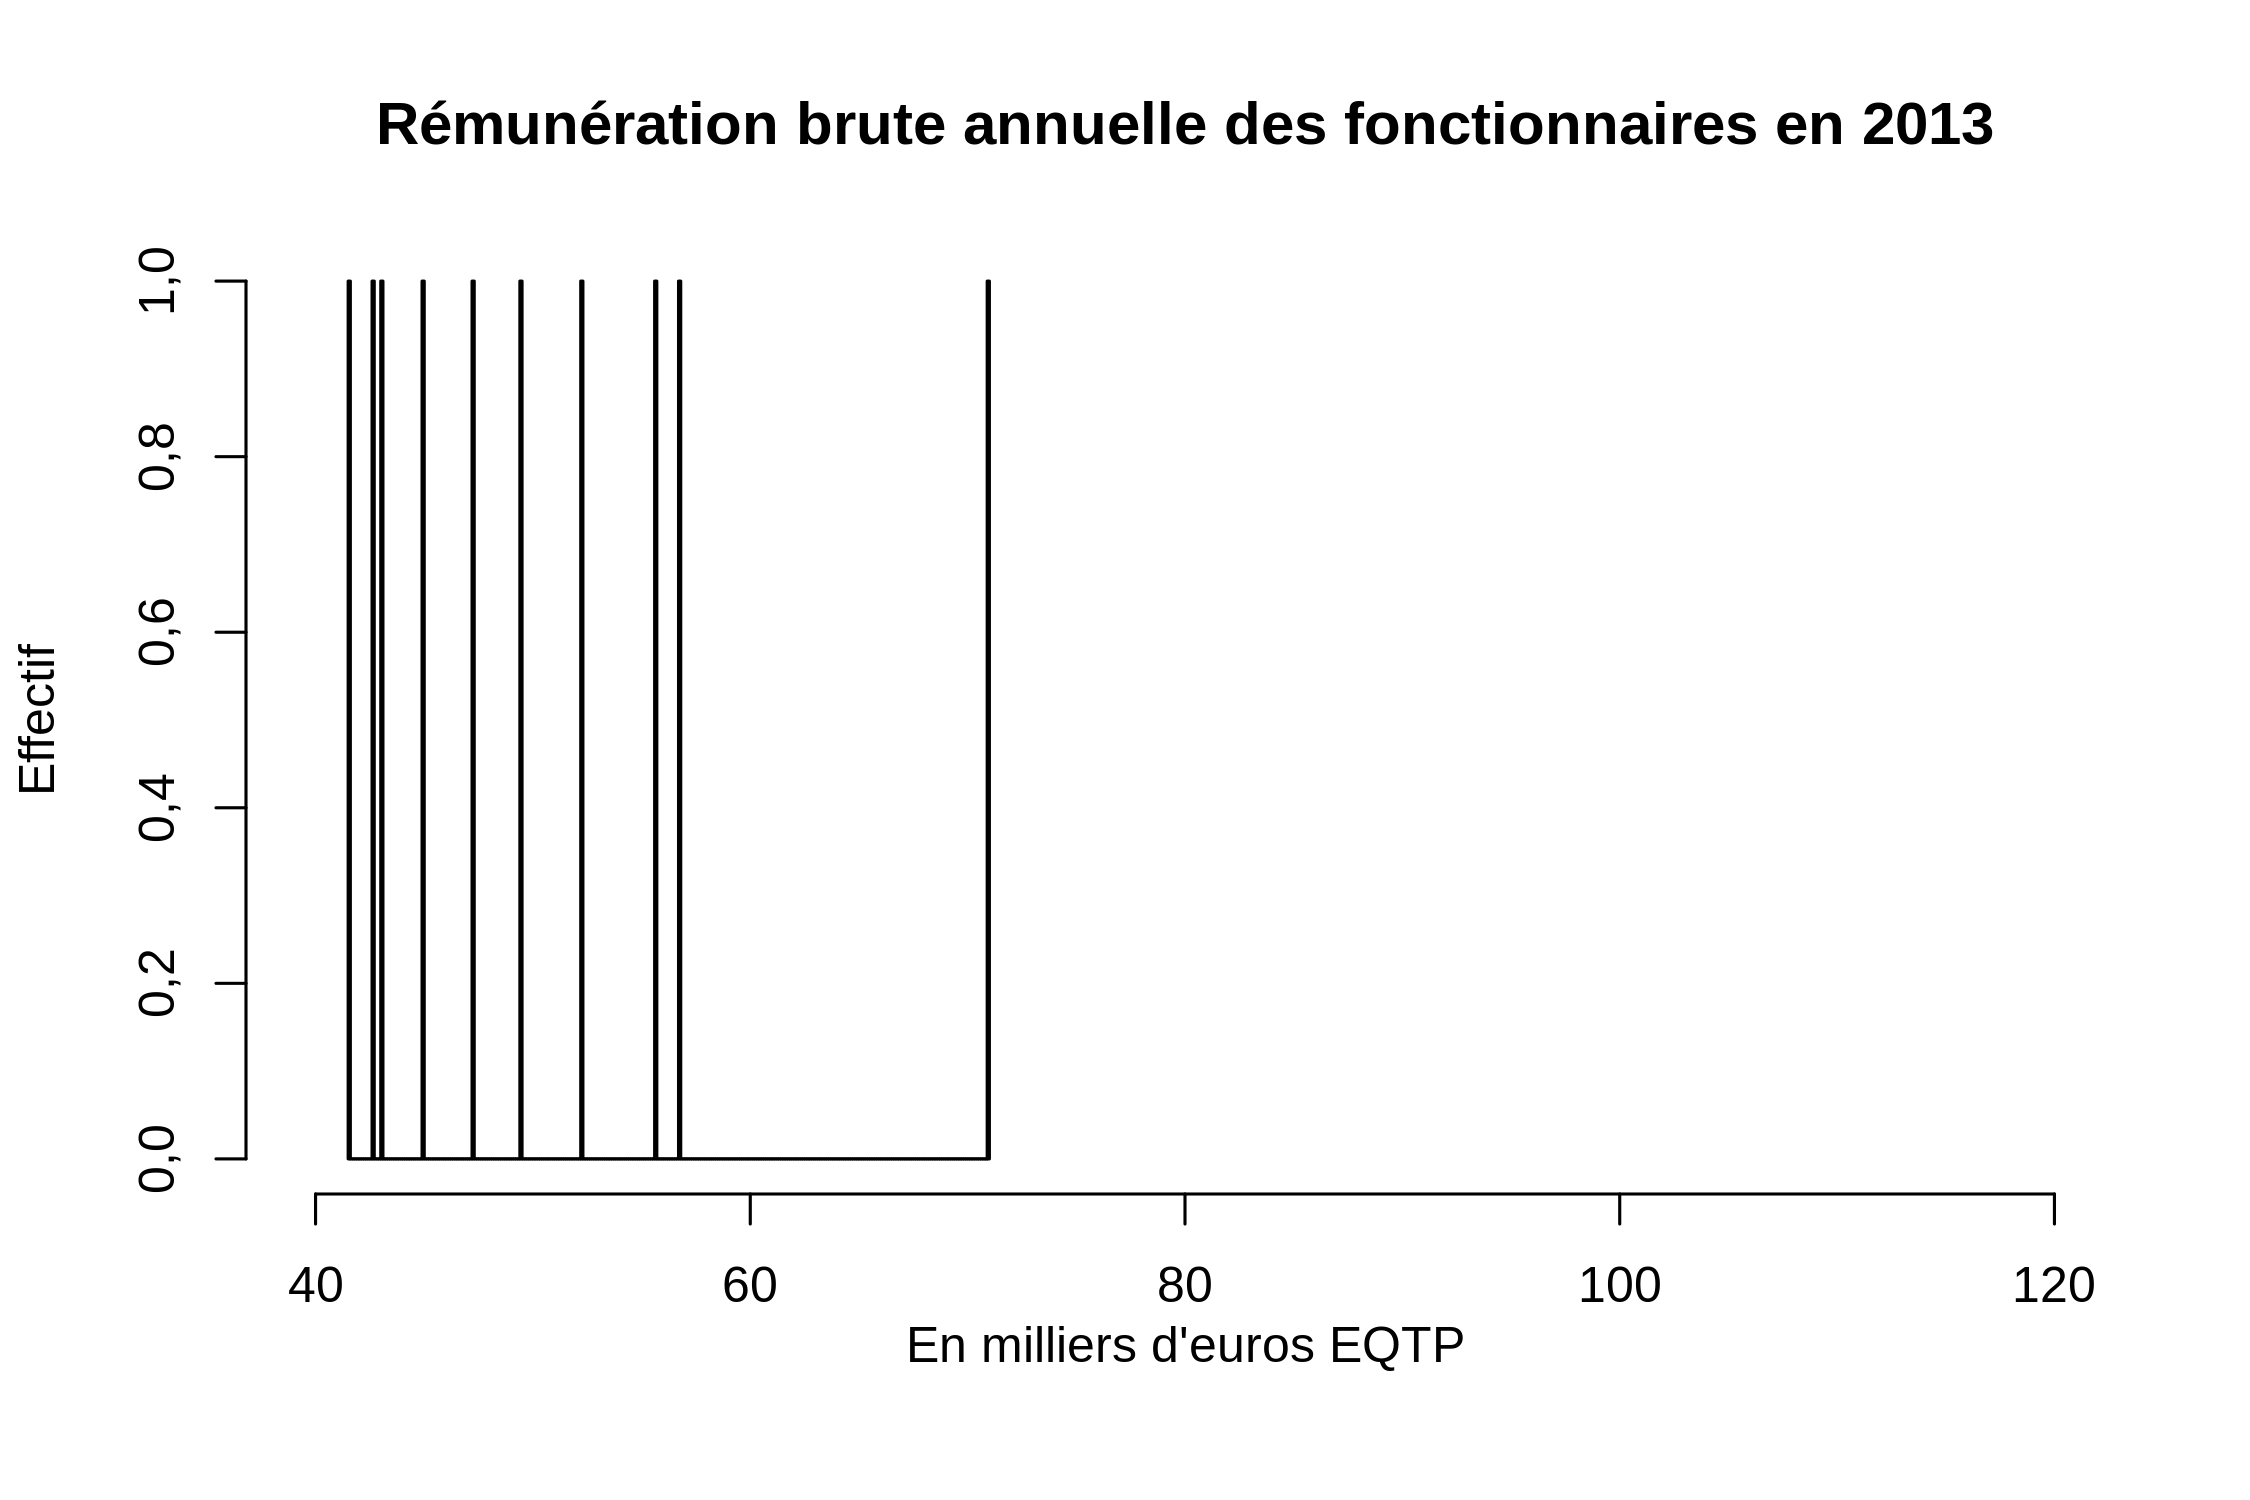 Rémunération brute annuelle des fonctionnaires en 2013
Effectif
1,0
0,8
0,6
0,4
0,2
0,0
40 60 80 100 120
En milliers d'euros EQTP